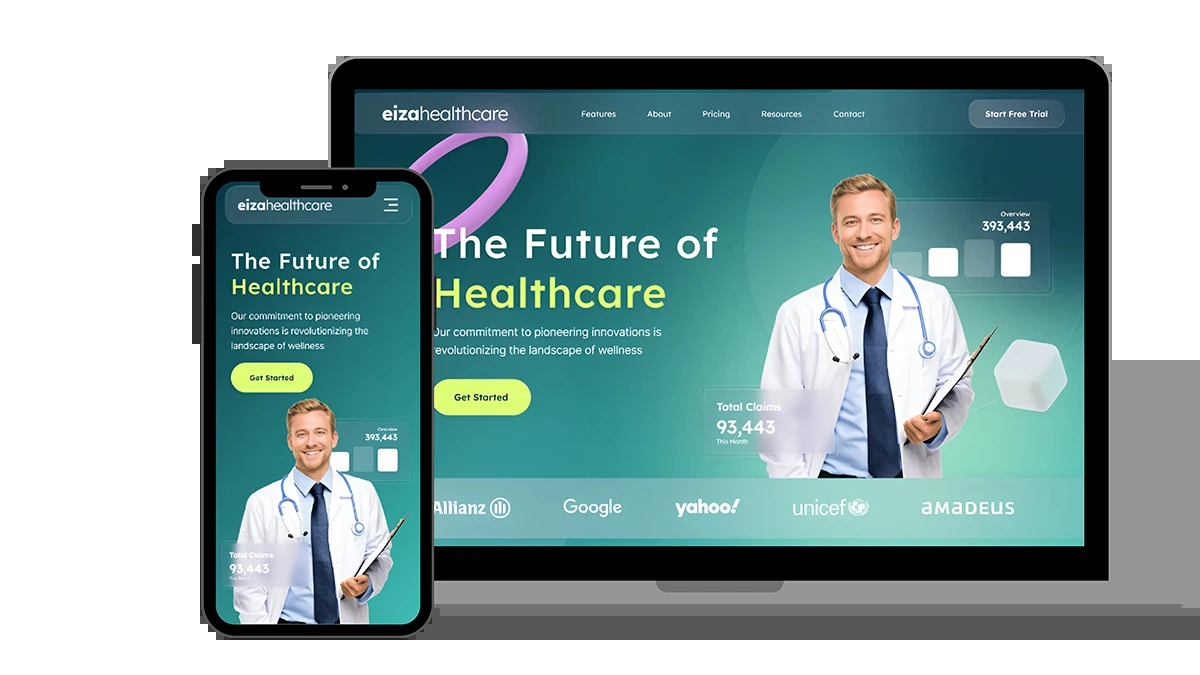 eizahealthcare
Features
About
Pricing
Resources
Contact
Start Free Trial
The Future of
Healthcare
Our commitment to pioneering innovations is
revolutionizing the landscape of wellness
Get Started
Overview
393,443
Total Claims
93,443
This Month
Allianz
Google
yahoo!
unicef
amadeus
eizahealthcare
The Future of
Healthcare
Our commitment to pioneering
innovations is revolutionizing the
landscape of wellness
Get Started
Overview
393,443
Total Claims
93,443